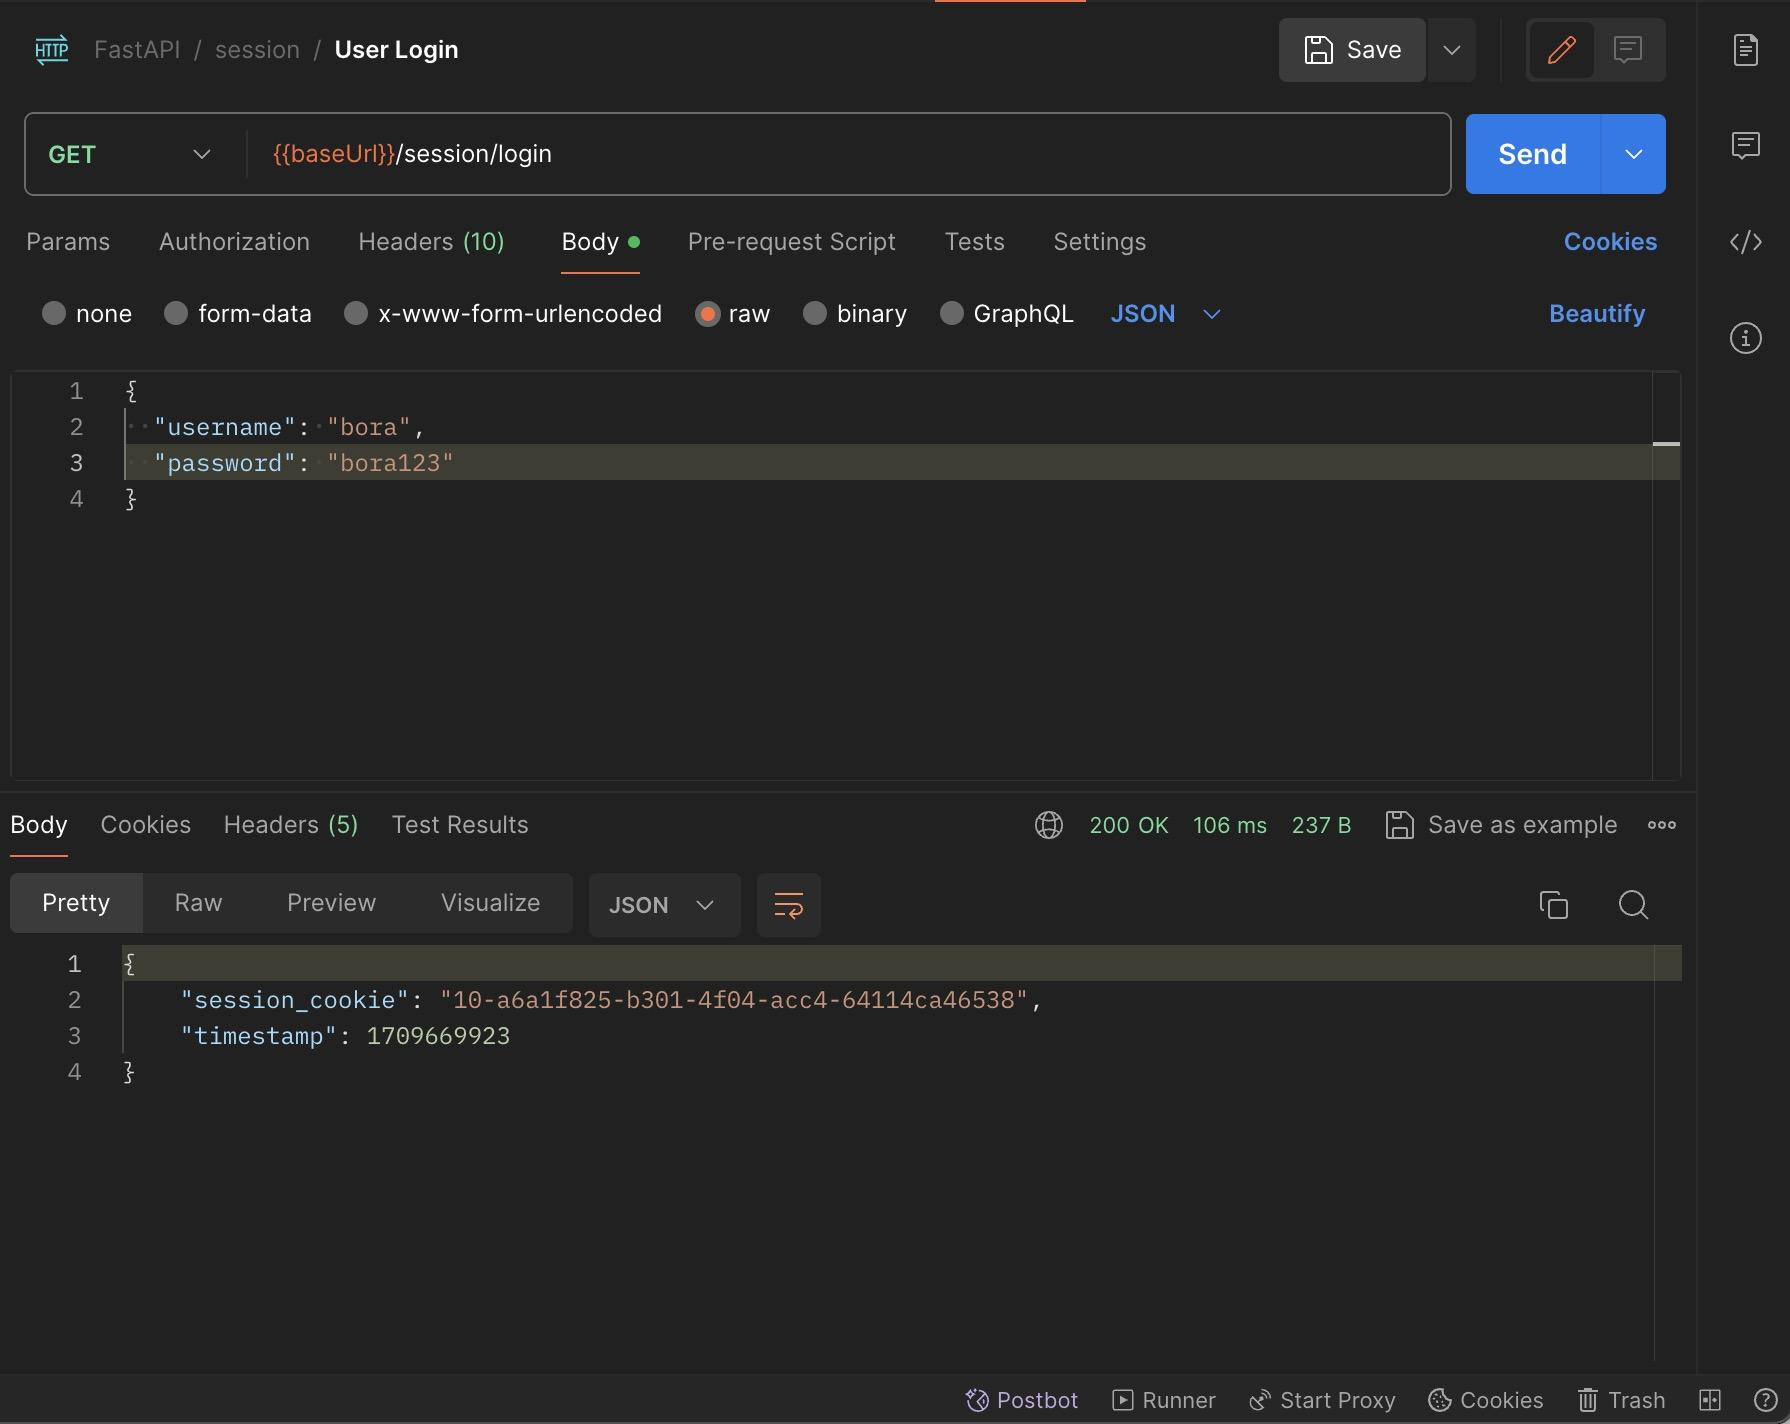 HTTP FastAPI / session / User Login Save
GET {{baseUrl}}/session/login Send
Params Authorization Headers (10) Body Pre-request Script Tests Settings Cookies
none form-data x-www-form-urlencoded raw binary GraphQL JSON Beautify
1 {
2 "username": "bora",
3 "password": "bora123"
4 }
Body Cookies Headers (5) Test Results 200 OK 106 ms 237 B Save as example
Pretty Raw Preview Visualize JSON
1 {
2 "session_cookie": "10-a6a1f825-b301-4f04-acc4-64114ca46538",
3 "timestamp": 1709669923
4 }
Postbot Runner Start Proxy Cookies Trash